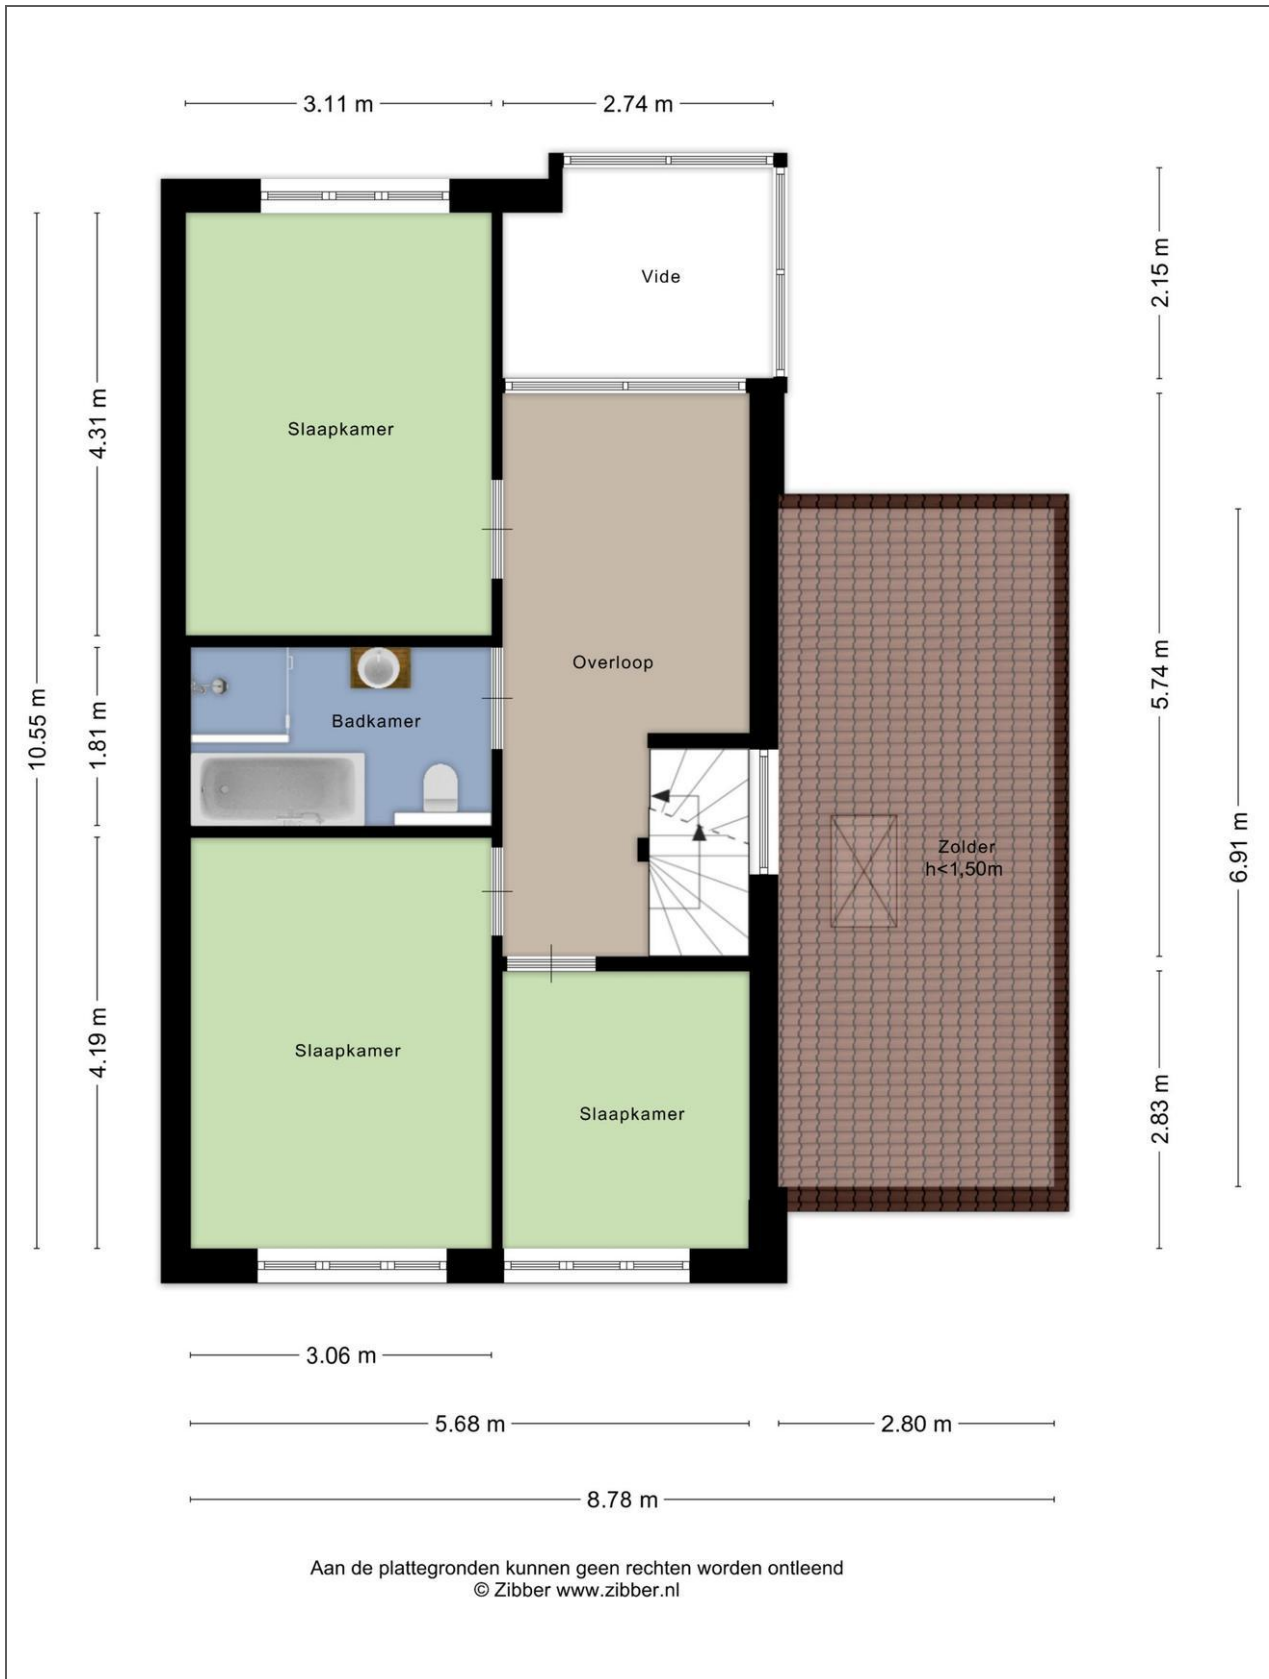 3.11 m
2.74 m
Vide
2.15 m
4.31 m
Slaapkamer
10.55 m
Overloop
5.74 m
1.81 m
Badkamer
Zolder
h<1,50m
6.91 m
4.19 m
Slaapkamer
Slaapkamer
2.83 m
3.06 m
5.68 m
2.80 m
8.78 m
Aan de plattegronden kunnen geen rechten worden ontleend
© Zibber www.zibber.nl